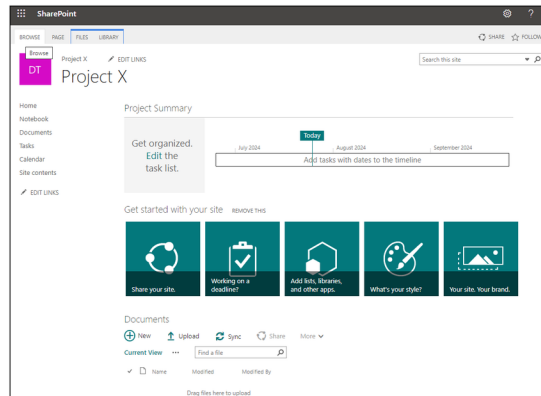 SharePoint
?
BROWSE PAGE FILES LIBRARY
SHARE FOLLOW
Browse
DT
Project X EDIT LINKS
Search this site
Project X
Home
Notebook
Documents
Tasks
Calendar
Site contents
EDIT LINKS
Project Summary
Get organized.
Edit the
task list.
Today
July 2024 August 2024 September 2024
Add tasks with dates to the timeline
Get started with your site REMOVE THIS
Share your site.
Working on a
deadline?
Add lists, libraries,
and other apps.
What's your style?
Your site. Your brand.
Documents
New Upload Sync Share More
Current View ••• Find a file
Name Modified Modified By
Drag files here to upload